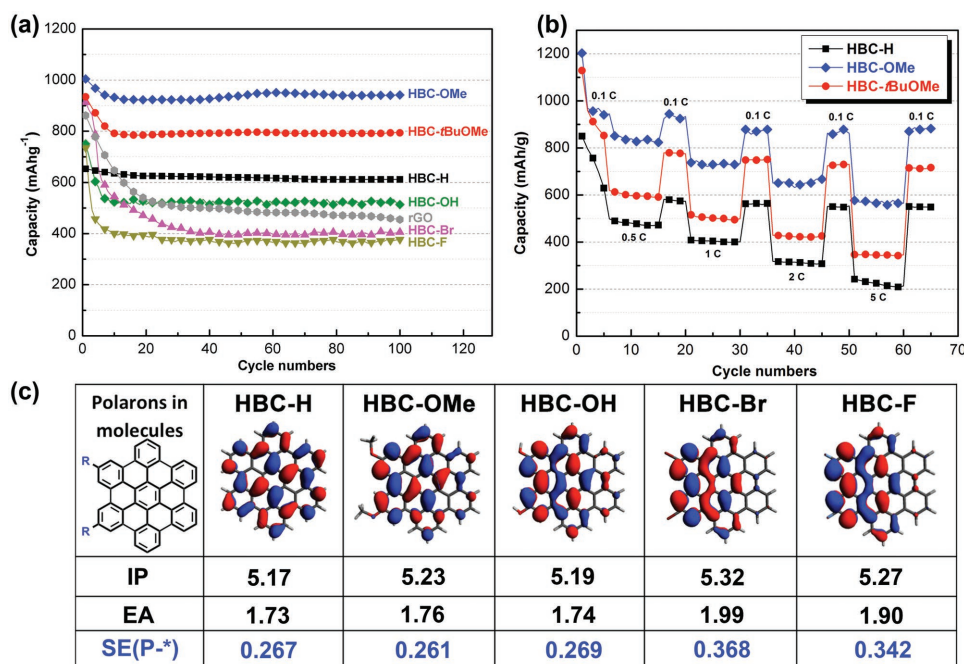 (a)
Capacity (mAhg⁻¹)
1200
1000
800
600
400
200
0
0 20 40 60 80 100 120
Cycle numbers
HBC-OMe
HBC-tBuOMe
HBC-H
HBC-OH
rGO
HBC-Br
HBC-F
(b)
Capacity (mAh/g)
1200
1000
800
600
400
200
0
0 10 20 30 40 50 60 70
Cycle numbers
HBC-H
HBC-OMe
HBC-tBuOMe
0.1 C
0.1 C
0.1 C
0.1 C
0.1 C
0.5 C
1 C
2 C
5 C
(c)
Polarons in molecules HBC-H HBC-OMe HBC-OH HBC-Br HBC-F
R
R
IP 5.17 5.23 5.19 5.32 5.27
EA 1.73 1.76 1.74 1.99 1.90
SE(P-*) 0.267 0.261 0.269 0.368 0.342